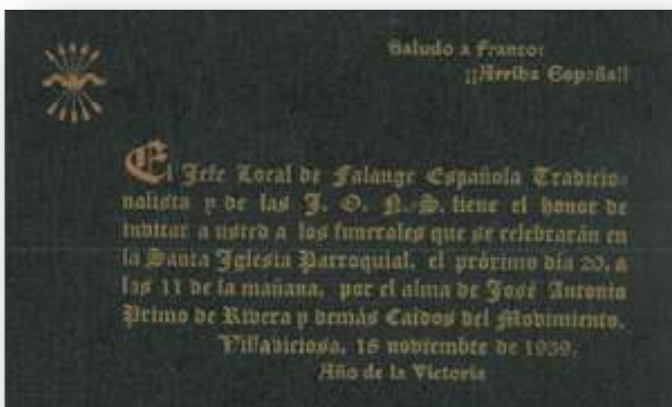 Saludo a Franco:
¡¡Arriba España!!
El Jefe Local de Falange Española Tradicio-
nalista y de las J. O. N.-S. tiene el honor de
invitar a usted a los funerales que se celebrarán en
la Santa Iglesia Parroquial, el próximo día 20, a
las 11 de la mañana, por el alma de José Antonio
Primo de Rivera y demás Caídos del Movimiento.
Villaviciosa, 18 noviembre de 1939.
Año de la Victoria